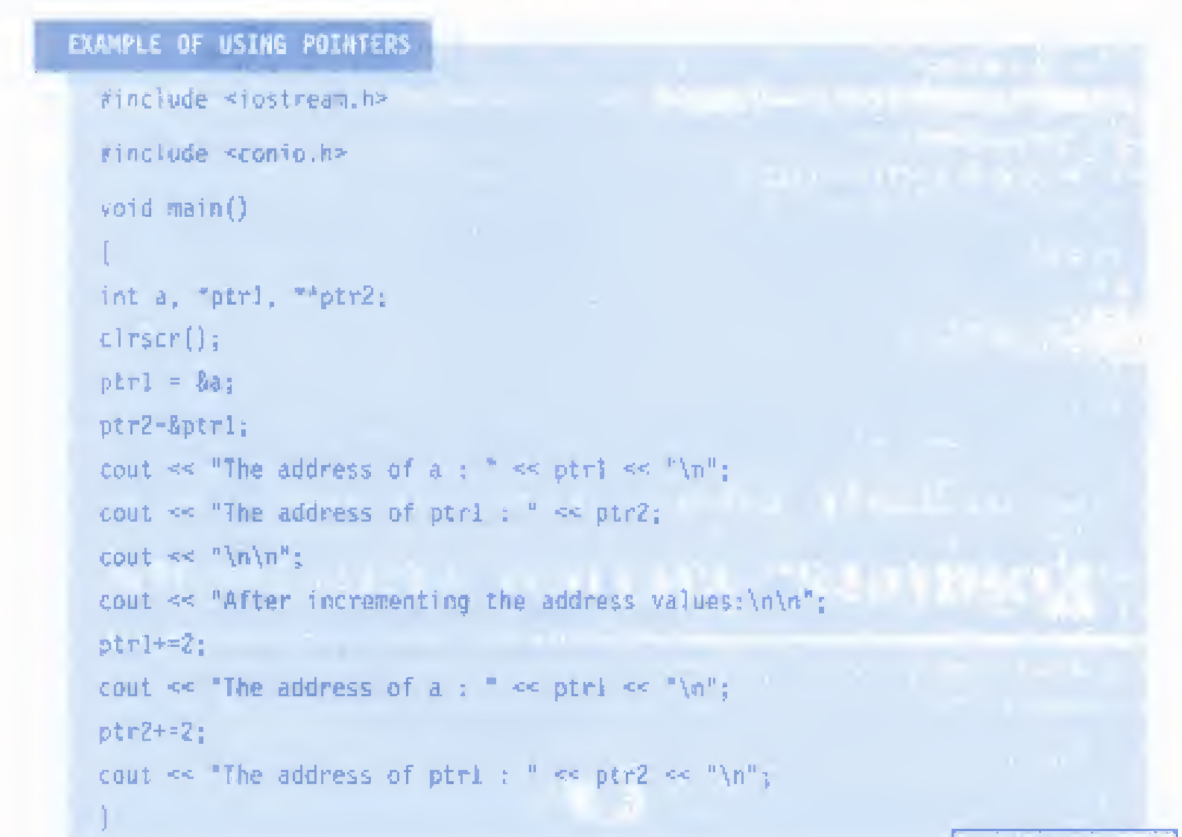 EXAMPLE OF USING POINTERS
#include <iostream.h>
#include <conio.h>
void main()
{
int a, *ptr1, **ptr2;
clrscr();
ptr1 = &a;
ptr2=&ptr1;
cout << "The address of a : " << ptr1 << "\n";
cout << "The address of ptr1 : " << ptr2;
cout << "\n\n";
cout << "After incrementing the address values:\n\n";
ptr1+=2;
cout << "The address of a : " << ptr1 << "\n";
ptr2+=2;
cout << "The address of ptr1 : " << ptr2 << "\n";
}